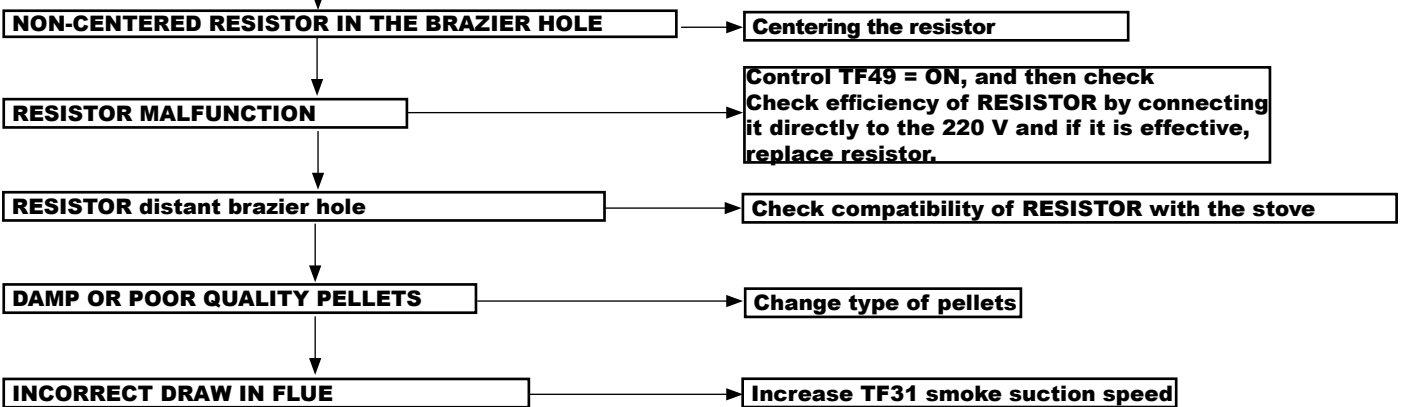 NON-CENTERED RESISTOR IN THE BRAZIER HOLE
Centering the resistor
RESISTOR MALFUNCTION
Control TF49 = ON, and then check
Check efficiency of RESISTOR by connecting
it directly to the 220 V and if it is effective,
replace resistor.
RESISTOR distant brazier hole
Check compatibility of RESISTOR with the stove
DAMP OR POOR QUALITY PELLETS
Change type of pellets
INCORRECT DRAW IN FLUE
Increase TF31 smoke suction speed